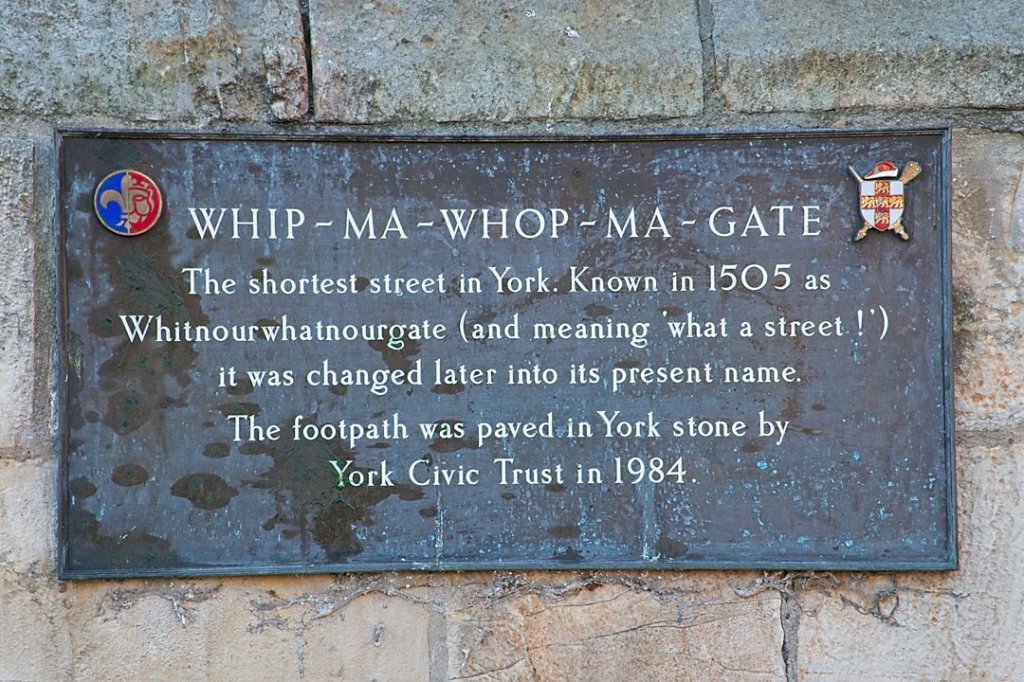 WHIP-MA-WHOP-MA-GATE
The shortest street in York. Known in 1505 as
Whitnourwhatnourgate (and meaning 'what a street!')
it was changed later into its present name.
The footpath was paved in York stone by
York Civic Trust in 1984.